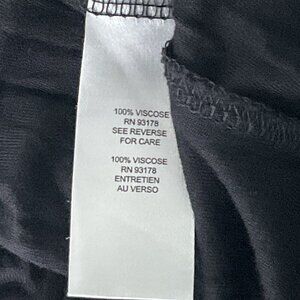 100% VISCOSE
RN 93178
SEE REVERSE
FOR CARE
100% VISCOSE
RN 93178
ENTRETIEN
AU VERSO